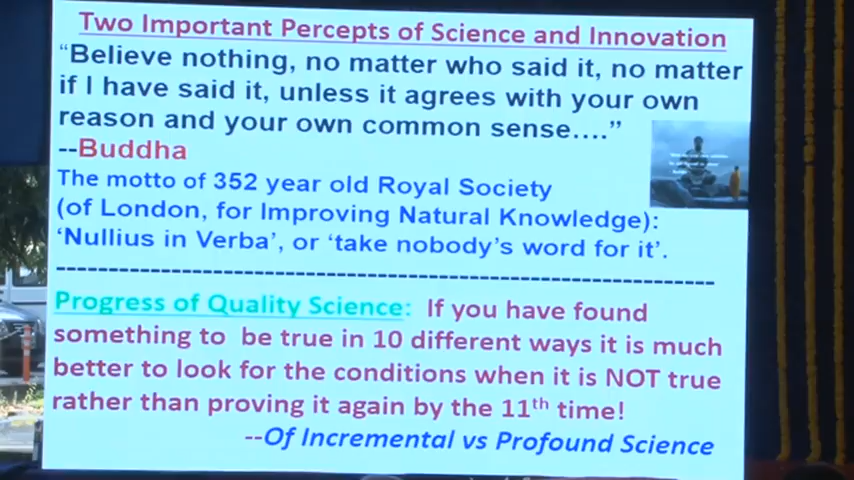 Two Important Percepts of Science and Innovation
“Believe nothing, no matter who said it, no matter
if I have said it, unless it agrees with your own
reason and your own common sense....”
--Buddha
The motto of 352 year old Royal Society
(of London, for Improving Natural Knowledge):
‘Nullius in Verba’, or ‘take nobody’s word for it’.
Progress of Quality Science: If you have found
something to be true in 10 different ways it is much
better to look for the conditions when it is NOT true
rather than proving it again by the 11th time!
--Of Incremental vs Profound Science